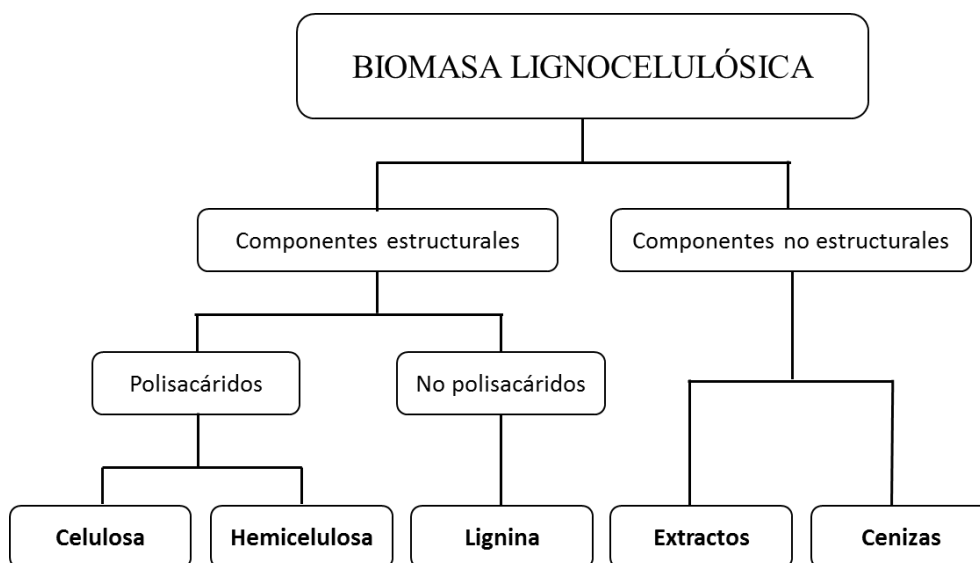 BIOMASA LIGNOCELULÓSICA
Componentes estructurales
Componentes no estructurales
Polisacáridos
No polisacáridos
Celulosa
Hemicelulosa
Lignina
Extractos
Cenizas